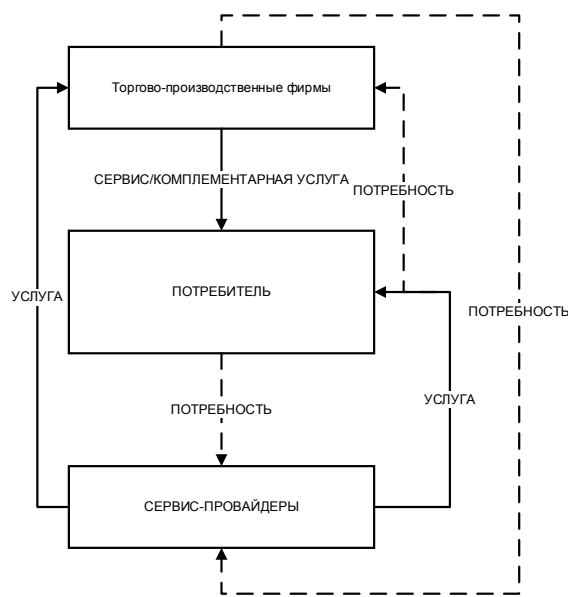 Торгово-производственные фирмы
СЕРВИС/КОМПЛЕМЕНТАРНАЯ УСЛУГА
ПОТРЕБНОСТЬ
УСЛУГА
ПОТРЕБИТЕЛЬ
ПОТРЕБНОСТЬ
ПОТРЕБНОСТЬ
УСЛУГА
СЕРВИС-ПРОВАЙДЕРЫ